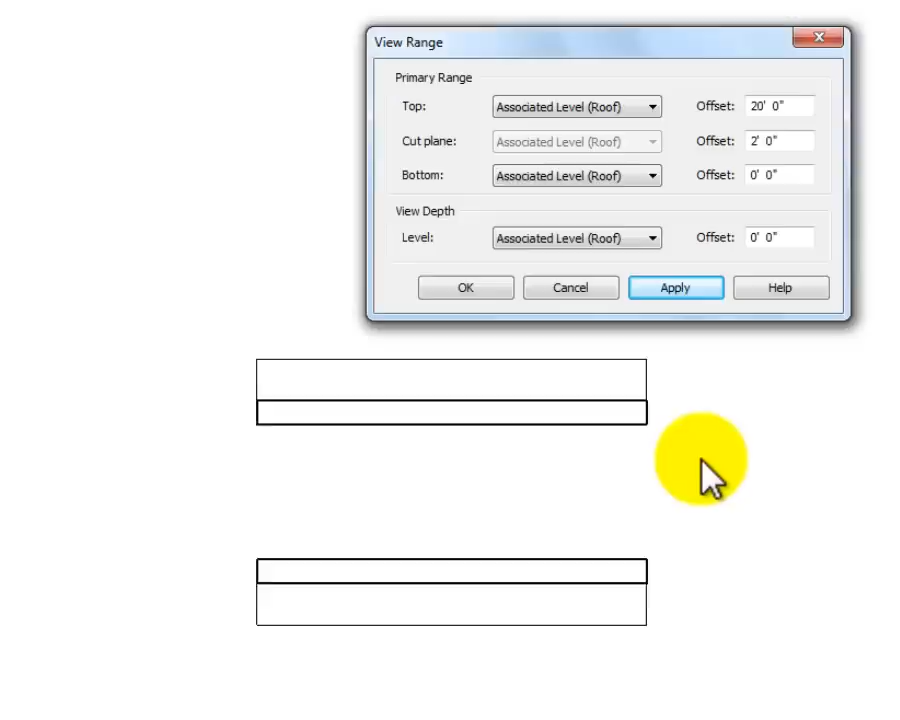 View Range
Primary Range
Top: Associated Level (Roof) Offset: 20' 0"
Cut plane: Associated Level (Roof) Offset: 2' 0"
Bottom: Associated Level (Roof) Offset: 0' 0"
View Depth
Level: Associated Level (Roof) Offset: 0' 0"
OK Cancel Apply Help